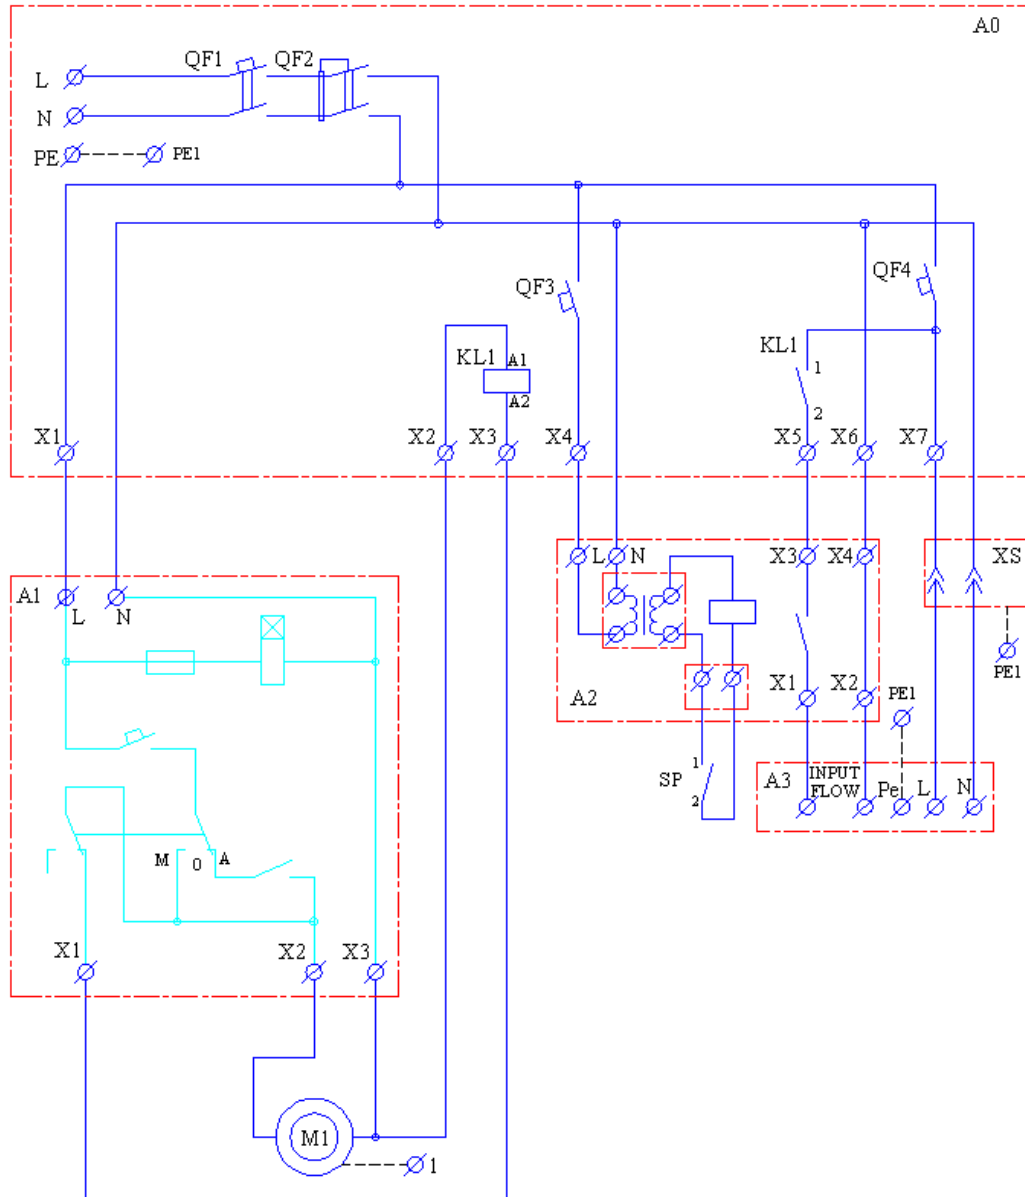 A0
QF1 QF2
L
N
PE PE1
QF3
QF4
KL1 A1
A2
KL1 1
2
X1 X2 X3 X4 X5 X6 X7
A1 L N
L N X3 X4
XS
PE1
A2 X1 X2
PE1
SP 1
2
A3 INPUT
FLOW Pe L N
M 0 A
X1 X2 X3
M1
1